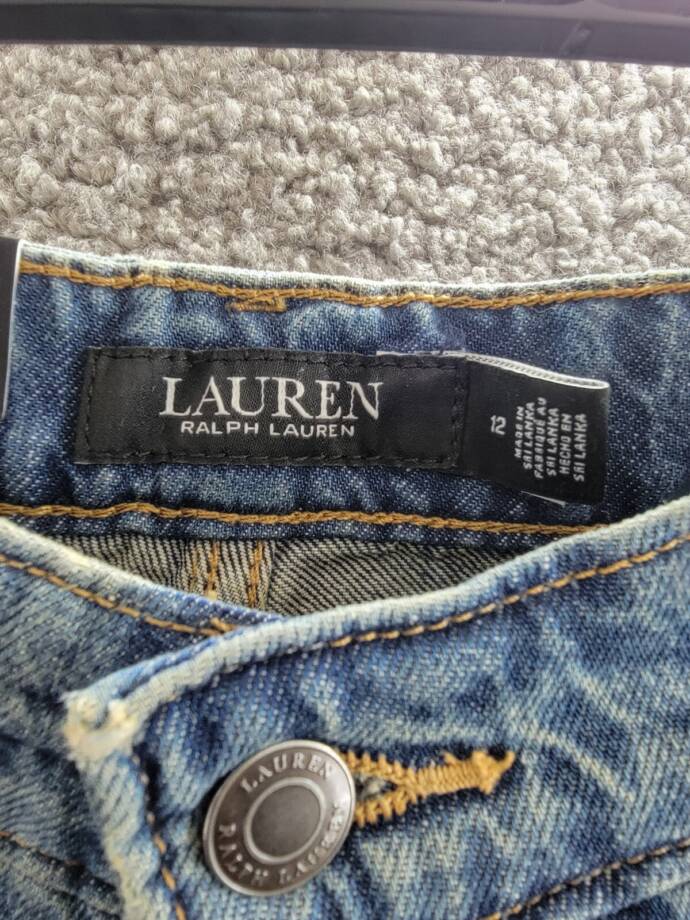 LAUREN
RALPH LAUREN
12
MADE IN
SRI LANKA
FABRIQUÉ AU
SRI LANKA
HECHO EN
SRI LANKA
LAUREN
RALPH LAUREN